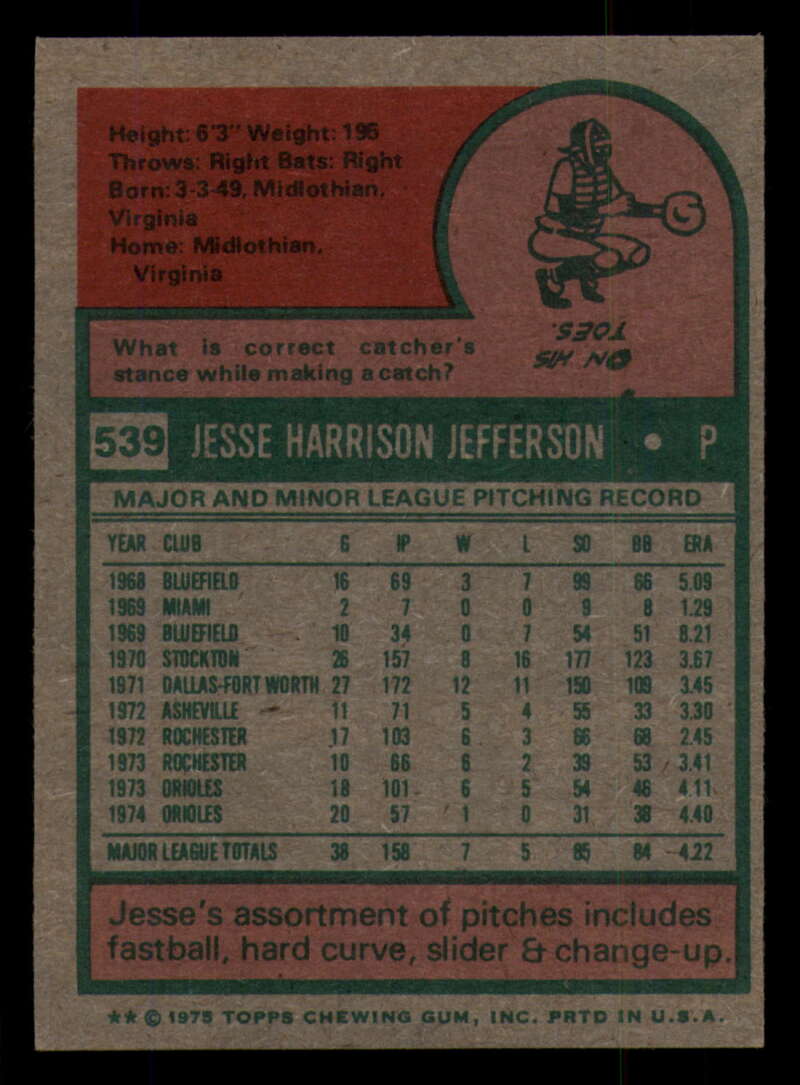 Height: 6'3" Weight: 195
Throws: Right Bats: Right
Born: 3-3-49, Midlothian,
Virginia
Home: Midlothian,
Virginia
What is correct catcher's
stance while making a catch?
ON HIS
TOES.
539 JESSE HARRISON JEFFERSON • P
MAJOR AND MINOR LEAGUE PITCHING RECORD
YEAR CLUB G IP W L SO BB ERA
1968 BLUEFIELD 16 69 3 7 99 66 5.09
1969 MIAMI 2 7 0 0 9 8 1.29
1969 BLUEFIELD 10 34 0 7 54 51 8.21
1970 STOCKTON 26 157 8 16 177 123 3.67
1971 DALLAS-FORT WORTH 27 172 12 11 150 109 3.45
1972 ASHEVILLE 11 71 5 4 55 33 3.30
1972 ROCHESTER 17 103 6 3 66 68 2.45
1973 ROCHESTER 10 66 6 2 39 53 3.41
1973 ORIOLES 18 101 6 5 54 46 4.11
1974 ORIOLES 20 57 1 0 31 38 4.40
MAJOR LEAGUE TOTALS 38 158 7 5 85 84 4.22
Jesse's assortment of pitches includes
fastball, hard curve, slider & change-up.
** © 1975 TOPPS CHEWING GUM, INC. PRTD IN U.S.A.